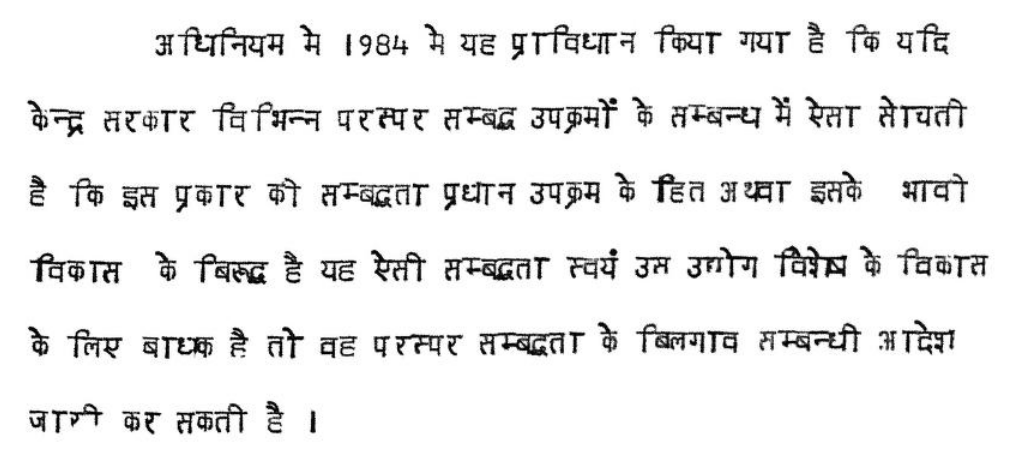 अधिनियम मे 1984 मे यह प्राविधान किया गया है कि यदि
केन्द्र सरकार विभिन्न परस्पर सम्बद्ध उपक्रमों के सम्बन्ध में ऐसा सोचती
है कि इस प्रकार की सम्बद्धता प्रधान उपक्रम के हित अथवा इसके भावी
विकास के बिरूद्ध है यह ऐसी सम्बद्धता स्वयं उस उद्योग विशेष के विकास
के लिए बाधक है तो वह परस्पर सम्बद्धता के बिलगाव सम्बन्धी आदेश
जारी कर सकती है ।